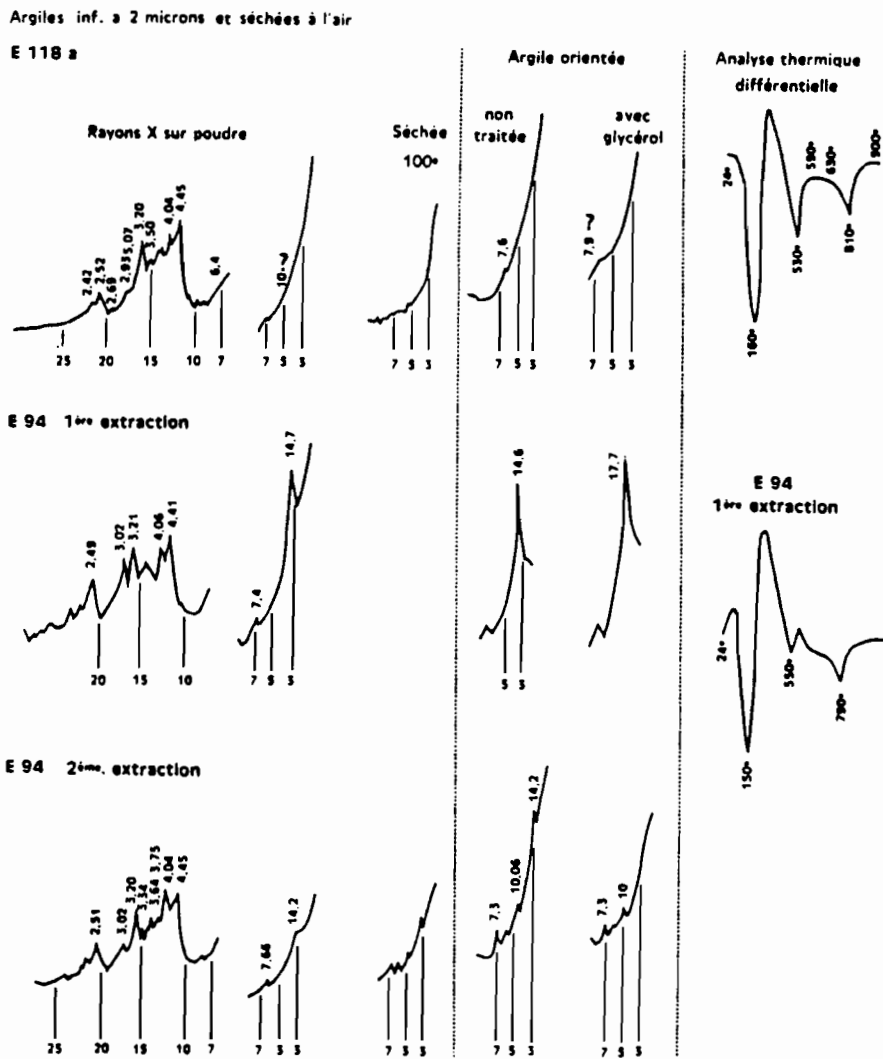 Argiles inf. a 2 microns et séchées à l'air
E 118 a
Rayons X sur poudre
Séchée
100°
Argile orientée
non
traitée
avec
glycérol
Analyse thermique
différentielle
2,42
2,52
2,69
2,93
5,07
3,20
3,50
4,04
4,45
6,4
10-?
7,6
7,9 ?
24°
160°
530°
590°
630°
810°
900°
25
20
15
10
7
7 5 3
7 5 3
7 5 3
7 5 3
E 94 1ère extraction
2,49
3,02
3,21
4,06
4,41
7,4
14,7
14,6
17,7
20
15
10
7 5 3
5 3
E 94
1ère extraction
24°
150°
550°
790°
E 94 2ème. extraction
2,51
3,02
3,20
3,34
3,64
3,75
4,04
4,45
7,66
14,2
7,3
10,06
14,2
7,3
10
25
20
15
10
7
7 5 3
7 5 3
7 5 3
7 5 3